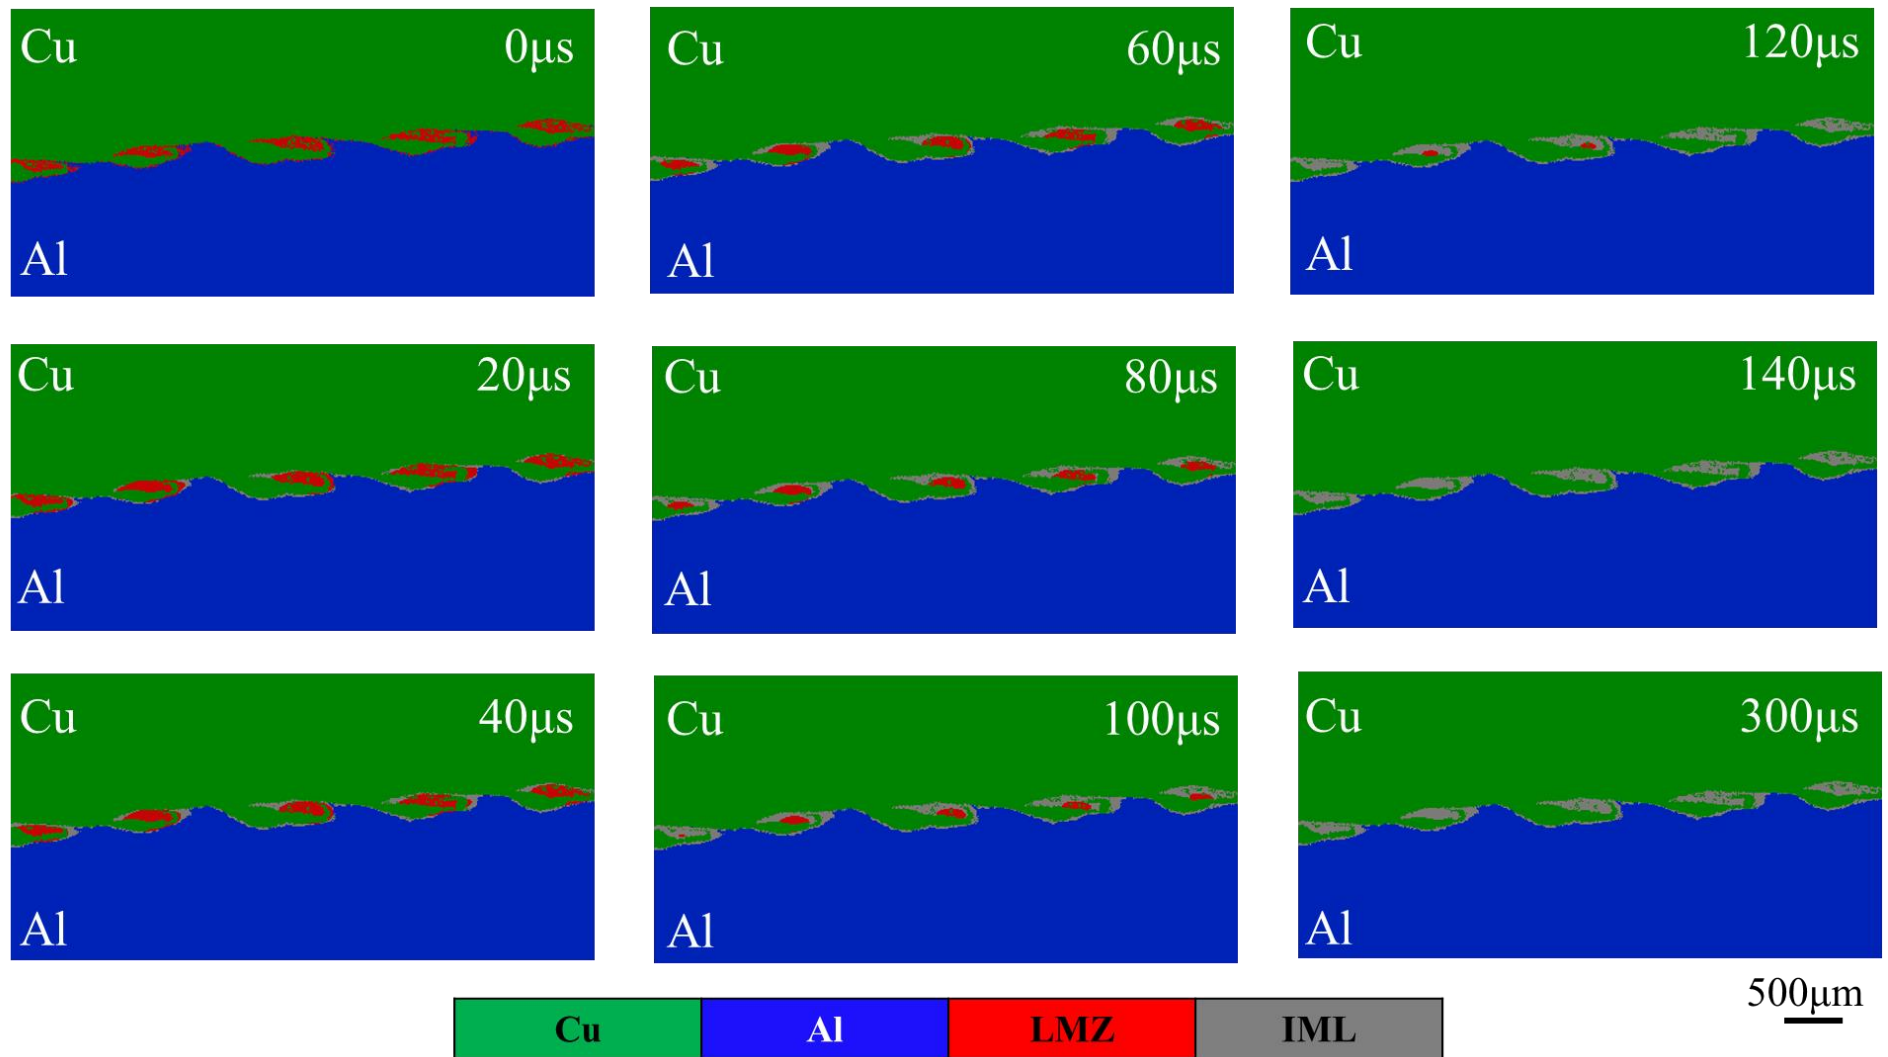 Cu 0μs
Al
Cu 60μs
Al
Cu 120μs
Al
Cu 20μs
Al
Cu 80μs
Al
Cu 140μs
Al
Cu 40μs
Al
Cu 100μs
Al
Cu 300μs
Al
Cu Al LMZ IML
500μm